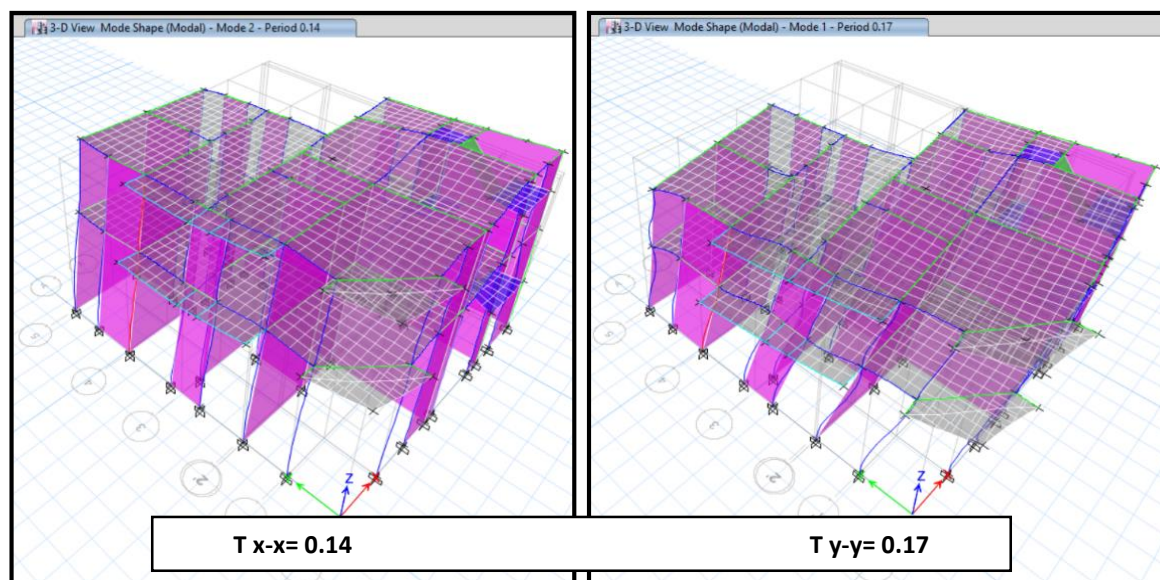 3-D View Mode Shape (Modal) - Mode 2 - Period 0.14
3-D View Mode Shape (Modal) - Mode 1 - Period 0.17
Z
Z
T x-x= 0.14
T y-y= 0.17